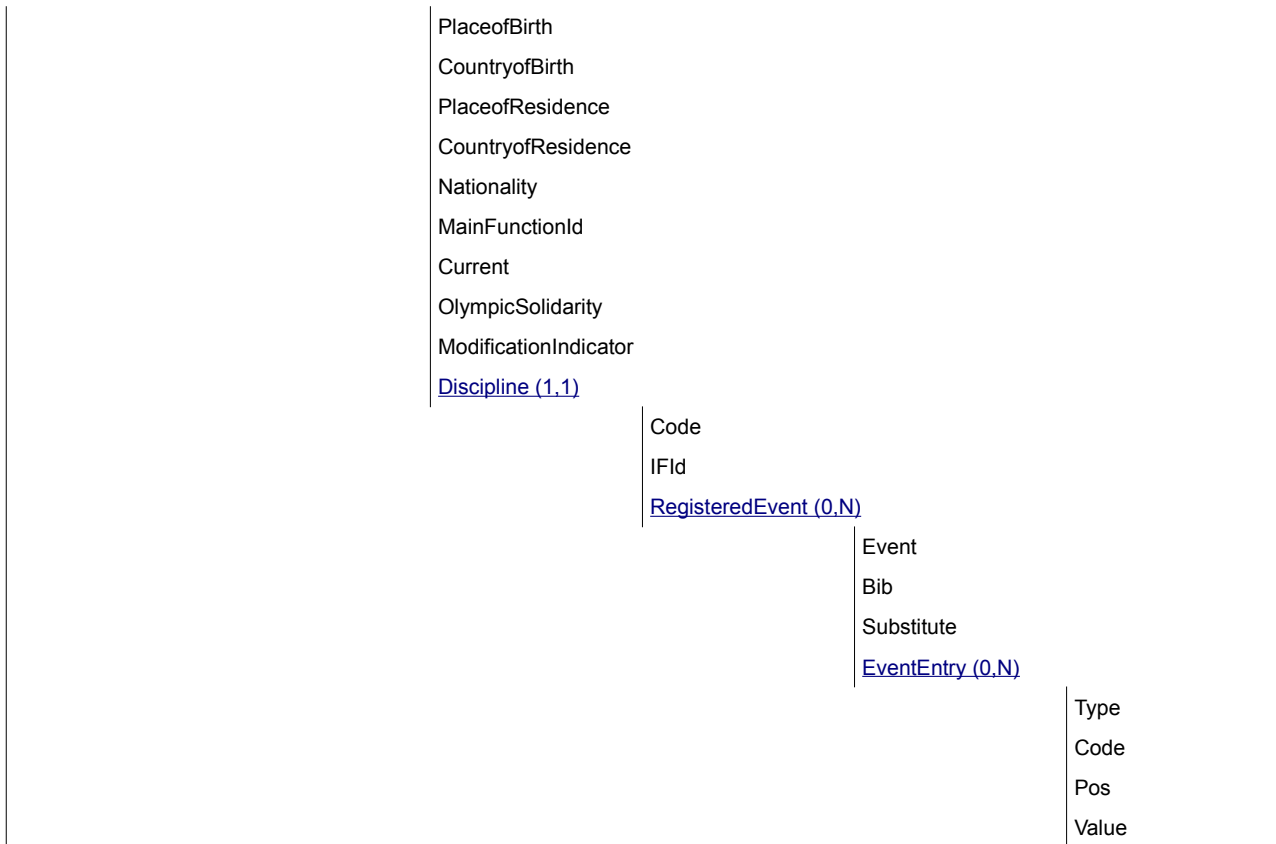 PlaceofBirth
CountryofBirth
PlaceofResidence
CountryofResidence
Nationality
MainFunctionId
Current
OlympicSolidarity
ModificationIndicator
Discipline (1,1)
Code
IFId
RegisteredEvent (0,N)
Event
Bib
Substitute
EventEntry (0,N)
Type
Code
Pos
Value